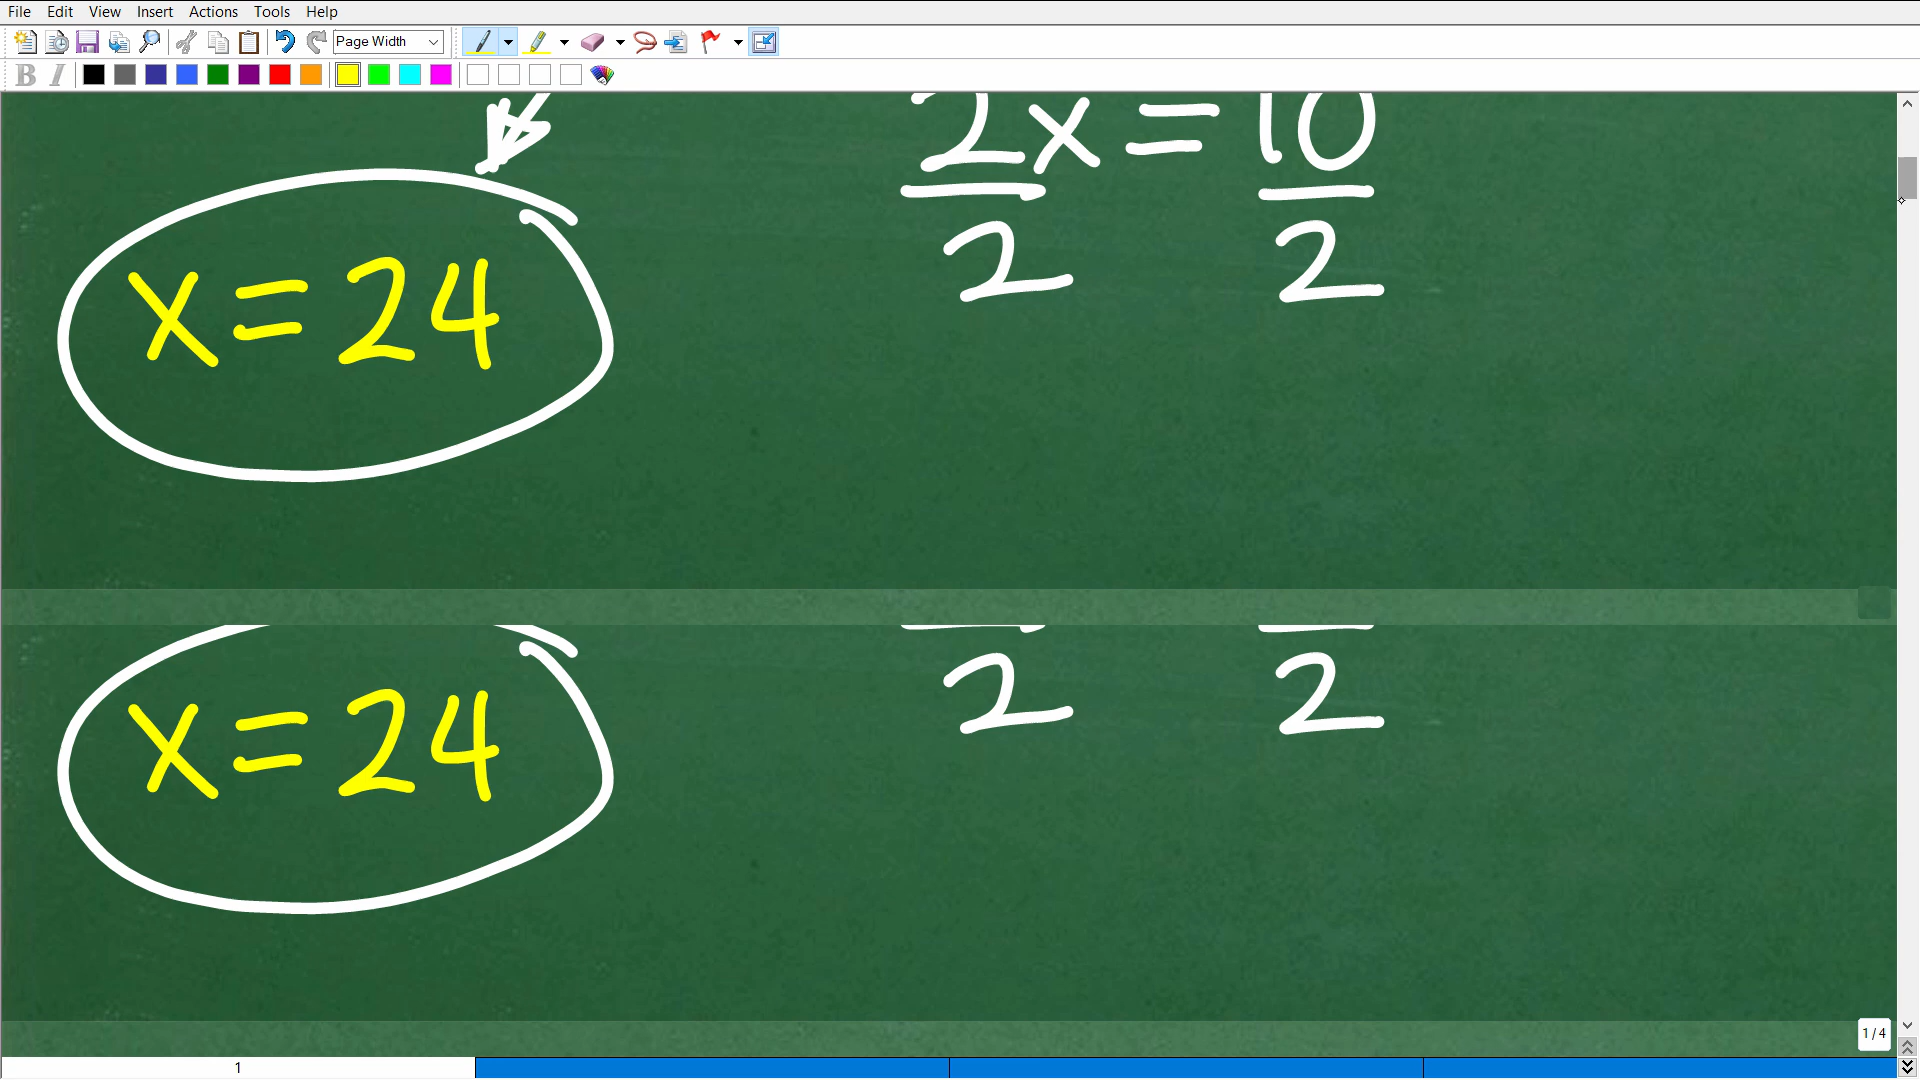 File Edit View Insert Actions Tools Help
Page Width
B I
2x = 10
2 2
x = 24
2 2
x = 24
1 / 4
1